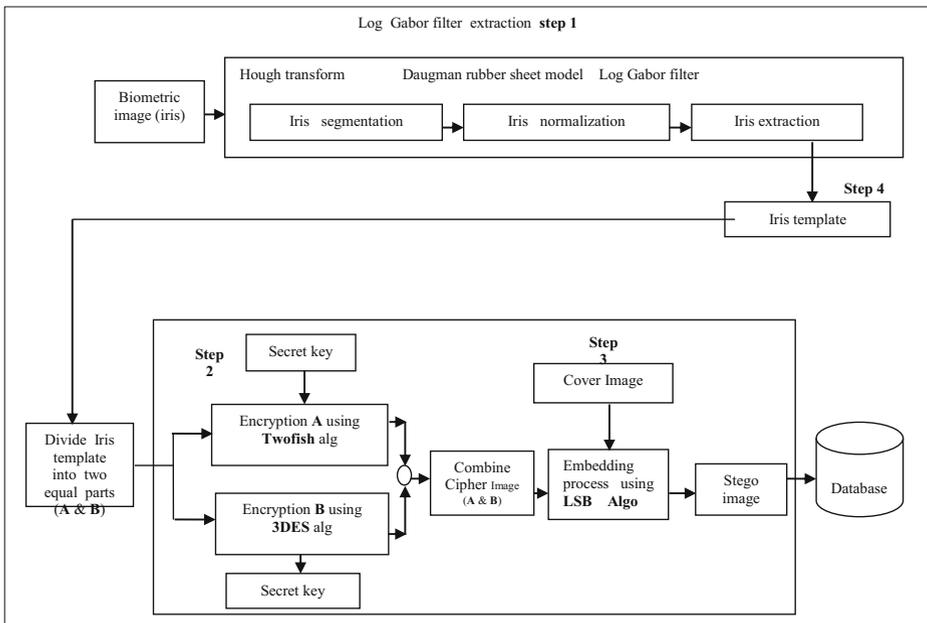 Log Gabor filter extraction step 1
Hough transform Daugman rubber sheet model Log Gabor filter
Biometric
image (iris)
Iris segmentation
Iris normalization
Iris extraction
Step 4
Iris template
Step
2
Secret key
Step
3
Cover Image
Divide Iris
template
into two
equal parts
(A & B)
Encryption A using
Twofish alg
Encryption B using
3DES alg
Secret key
Combine
Cipher Image
(A & B)
Embedding
process using
LSB Algo
Stego
image
Database